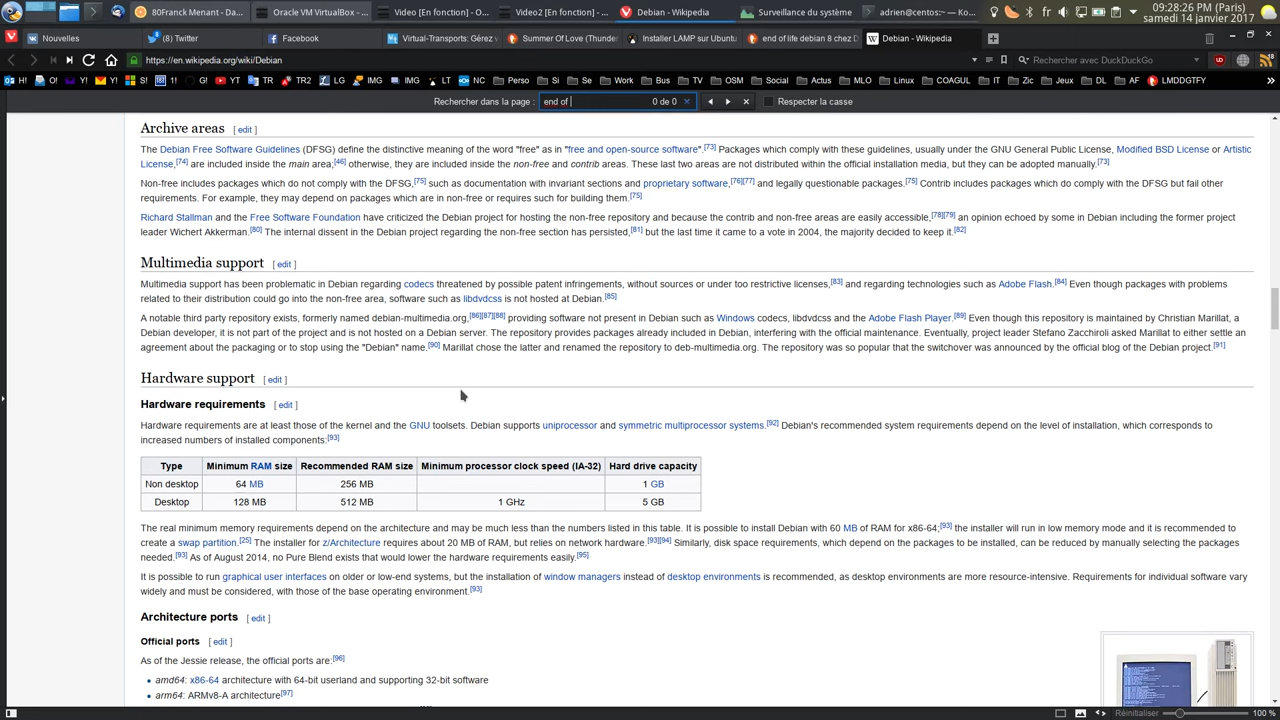 80Franck Menant - Da...
Oracle VM VirtualBox - ...
Video [En fonction] - O...
Video2 [En fonction] - ...
Debian - Wikipedia
Surveillance du système
adrien@centos:~ — Ko...
fr
09:28:26 PM (Paris)
samedi 14 janvier 2017
Nouvelles
(8) Twitter
Facebook
Virtual-Transports: Gérez v
Summer Of Love (Thunde
Installer LAMP sur Ubuntu
end of life debian 8 chez D
Debian - Wikipedia
https://en.wikipedia.org/wiki/Debian
Rechercher avec DuckDuckGo
H! O! G! Y! S! 1! D! G! YT TR TR2 LG IMG IMG LT NC Perso Si Se Work Bus TV OSM Social Actus MLO Linux COAGUL IT Zic Jeux DL AF LMDDGTFY
Rechercher dans la page : end of 0 de 0 Respecter la casse
Archive areas [ edit ]
The Debian Free Software Guidelines (DFSG) define the distinctive meaning of the word "free" as in "free and open-source software".[73] Packages which comply with these guidelines, usually under the GNU General Public License, Modified BSD License or Artistic
License,[74] are included inside the main area;[46] otherwise, they are included inside the non-free and contrib areas. These last two areas are not distributed within the official installation media, but they can be adopted manually.[73]
Non-free includes packages which do not comply with the DFSG,[75] such as documentation with invariant sections and proprietary software,[76][77] and legally questionable packages.[75] Contrib includes packages which do comply with the DFSG but fail other
requirements. For example, they may depend on packages which are in non-free or requires such for building them.[75]
Richard Stallman and the Free Software Foundation have criticized the Debian project for hosting the non-free repository and because the contrib and non-free areas are easily accessible,[78][79] an opinion echoed by some in Debian including the former project
leader Wichert Akkerman.[80] The internal dissent in the Debian project regarding the non-free section has persisted,[81] but the last time it came to a vote in 2004, the majority decided to keep it.[82]
Multimedia support [ edit ]
Multimedia support has been problematic in Debian regarding codecs threatened by possible patent infringements, without sources or under too restrictive licenses,[83] and regarding technologies such as Adobe Flash.[84] Even though packages with problems
related to their distribution could go into the non-free area, software such as libdvdcss is not hosted at Debian.[85]
A notable third party repository exists, formerly named debian-multimedia.org,[86][87][88] providing software not present in Debian such as Windows codecs, libdvdcss and the Adobe Flash Player.[89] Even though this repository is maintained by Christian Marillat, a
Debian developer, it is not part of the project and is not hosted on a Debian server. The repository provides packages already included in Debian, interfering with the official maintenance. Eventually, project leader Stefano Zacchiroli asked Marillat to either settle an
agreement about the packaging or to stop using the "Debian" name.[90] Marillat chose the latter and renamed the repository to deb-multimedia.org. The repository was so popular that the switchover was announced by the official blog of the Debian project.[91]
Hardware support [ edit ]
Hardware requirements [ edit ]
Hardware requirements are at least those of the kernel and the GNU toolsets. Debian supports uniprocessor and symmetric multiprocessor systems.[92] Debian's recommended system requirements depend on the level of installation, which corresponds to
increased numbers of installed components:[93]
Type Minimum RAM size Recommended RAM size Minimum processor clock speed (IA-32) Hard drive capacity
Non desktop 64 MB 256 MB 1 GB
Desktop 128 MB 512 MB 1 GHz 5 GB
The real minimum memory requirements depend on the architecture and may be much less than the numbers listed in this table. It is possible to install Debian with 60 MB of RAM for x86-64;[93] the installer will run in low memory mode and it is recommended to
create a swap partition.[25] The installer for z/Architecture requires about 20 MB of RAM, but relies on network hardware.[93][94] Similarly, disk space requirements, which depend on the packages to be installed, can be reduced by manually selecting the packages
needed.[93] As of August 2014, no Pure Blend exists that would lower the hardware requirements easily.[95]
It is possible to run graphical user interfaces on older or low-end systems, but the installation of window managers instead of desktop environments is recommended, as desktop environments are more resource-intensive. Requirements for individual software vary
widely and must be considered, with those of the base operating environment.[93]
Architecture ports [ edit ]
Official ports [ edit ]
As of the Jessie release, the official ports are:[96]
amd64: x86-64 architecture with 64-bit userland and supporting 32-bit software
arm64: ARMv8-A architecture[97]
Réinitialiser 100 %